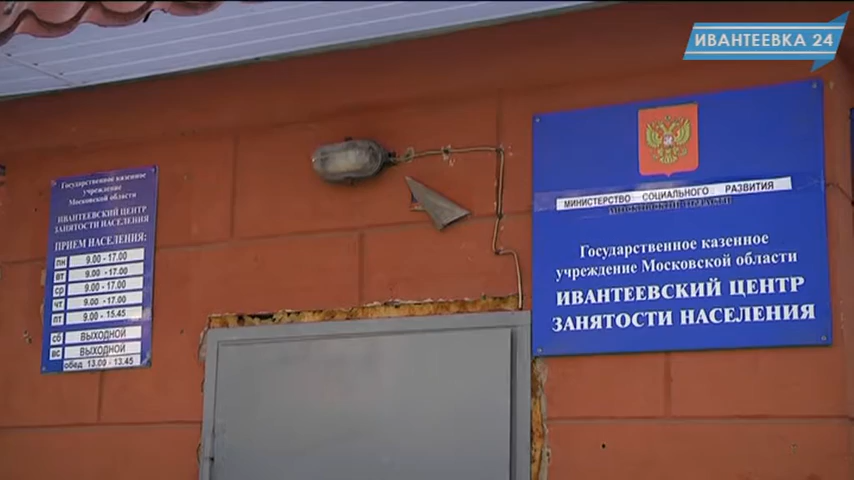 ИВАНТЕЕВКА 24
Государственное казенное
учреждение
Московской области
ИВАНТЕЕВСКИЙ ЦЕНТР
ЗАНЯТОСТИ НАСЕЛЕНИЯ
ПРИЕМ НАСЕЛЕНИЯ:
ПН 9.00 - 17.00
ВТ 9.00 - 17.00
СР 9.00 - 17.00
ЧТ 9.00 - 17.00
ПТ 9.00 - 15.45
СБ ВЫХОДНОЙ
ВС ВЫХОДНОЙ
обед 13.00 - 13.45
МИНИСТЕРСТВО СОЦИАЛЬНОГО РАЗВИТИЯ
МОСКОВСКОЙ ОБЛАСТИ
Государственное казенное
учреждение Московской области
ИВАНТЕЕВСКИЙ ЦЕНТР
ЗАНЯТОСТИ НАСЕЛЕНИЯ